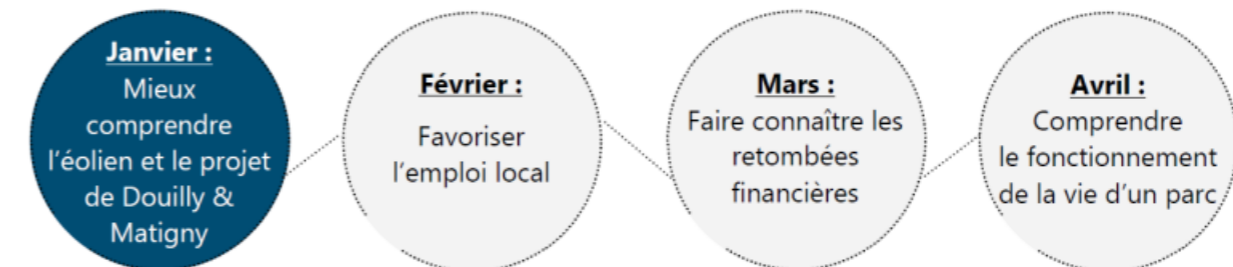 Janvier :
Mieux
comprendre
l'éolien et le projet
de Douilly &
Matigny
Février :
Favoriser
l'emploi local
Mars :
Faire connaître les
retombées
financières
Avril :
Comprendre
le fonctionnement
de la vie d'un parc